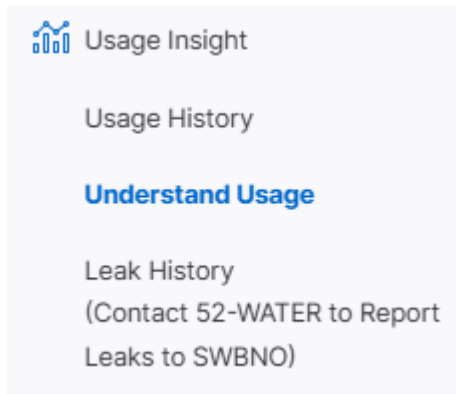 Usage Insight
Usage History
Understand Usage
Leak History
(Contact 52-WATER to Report
Leaks to SWBNO)